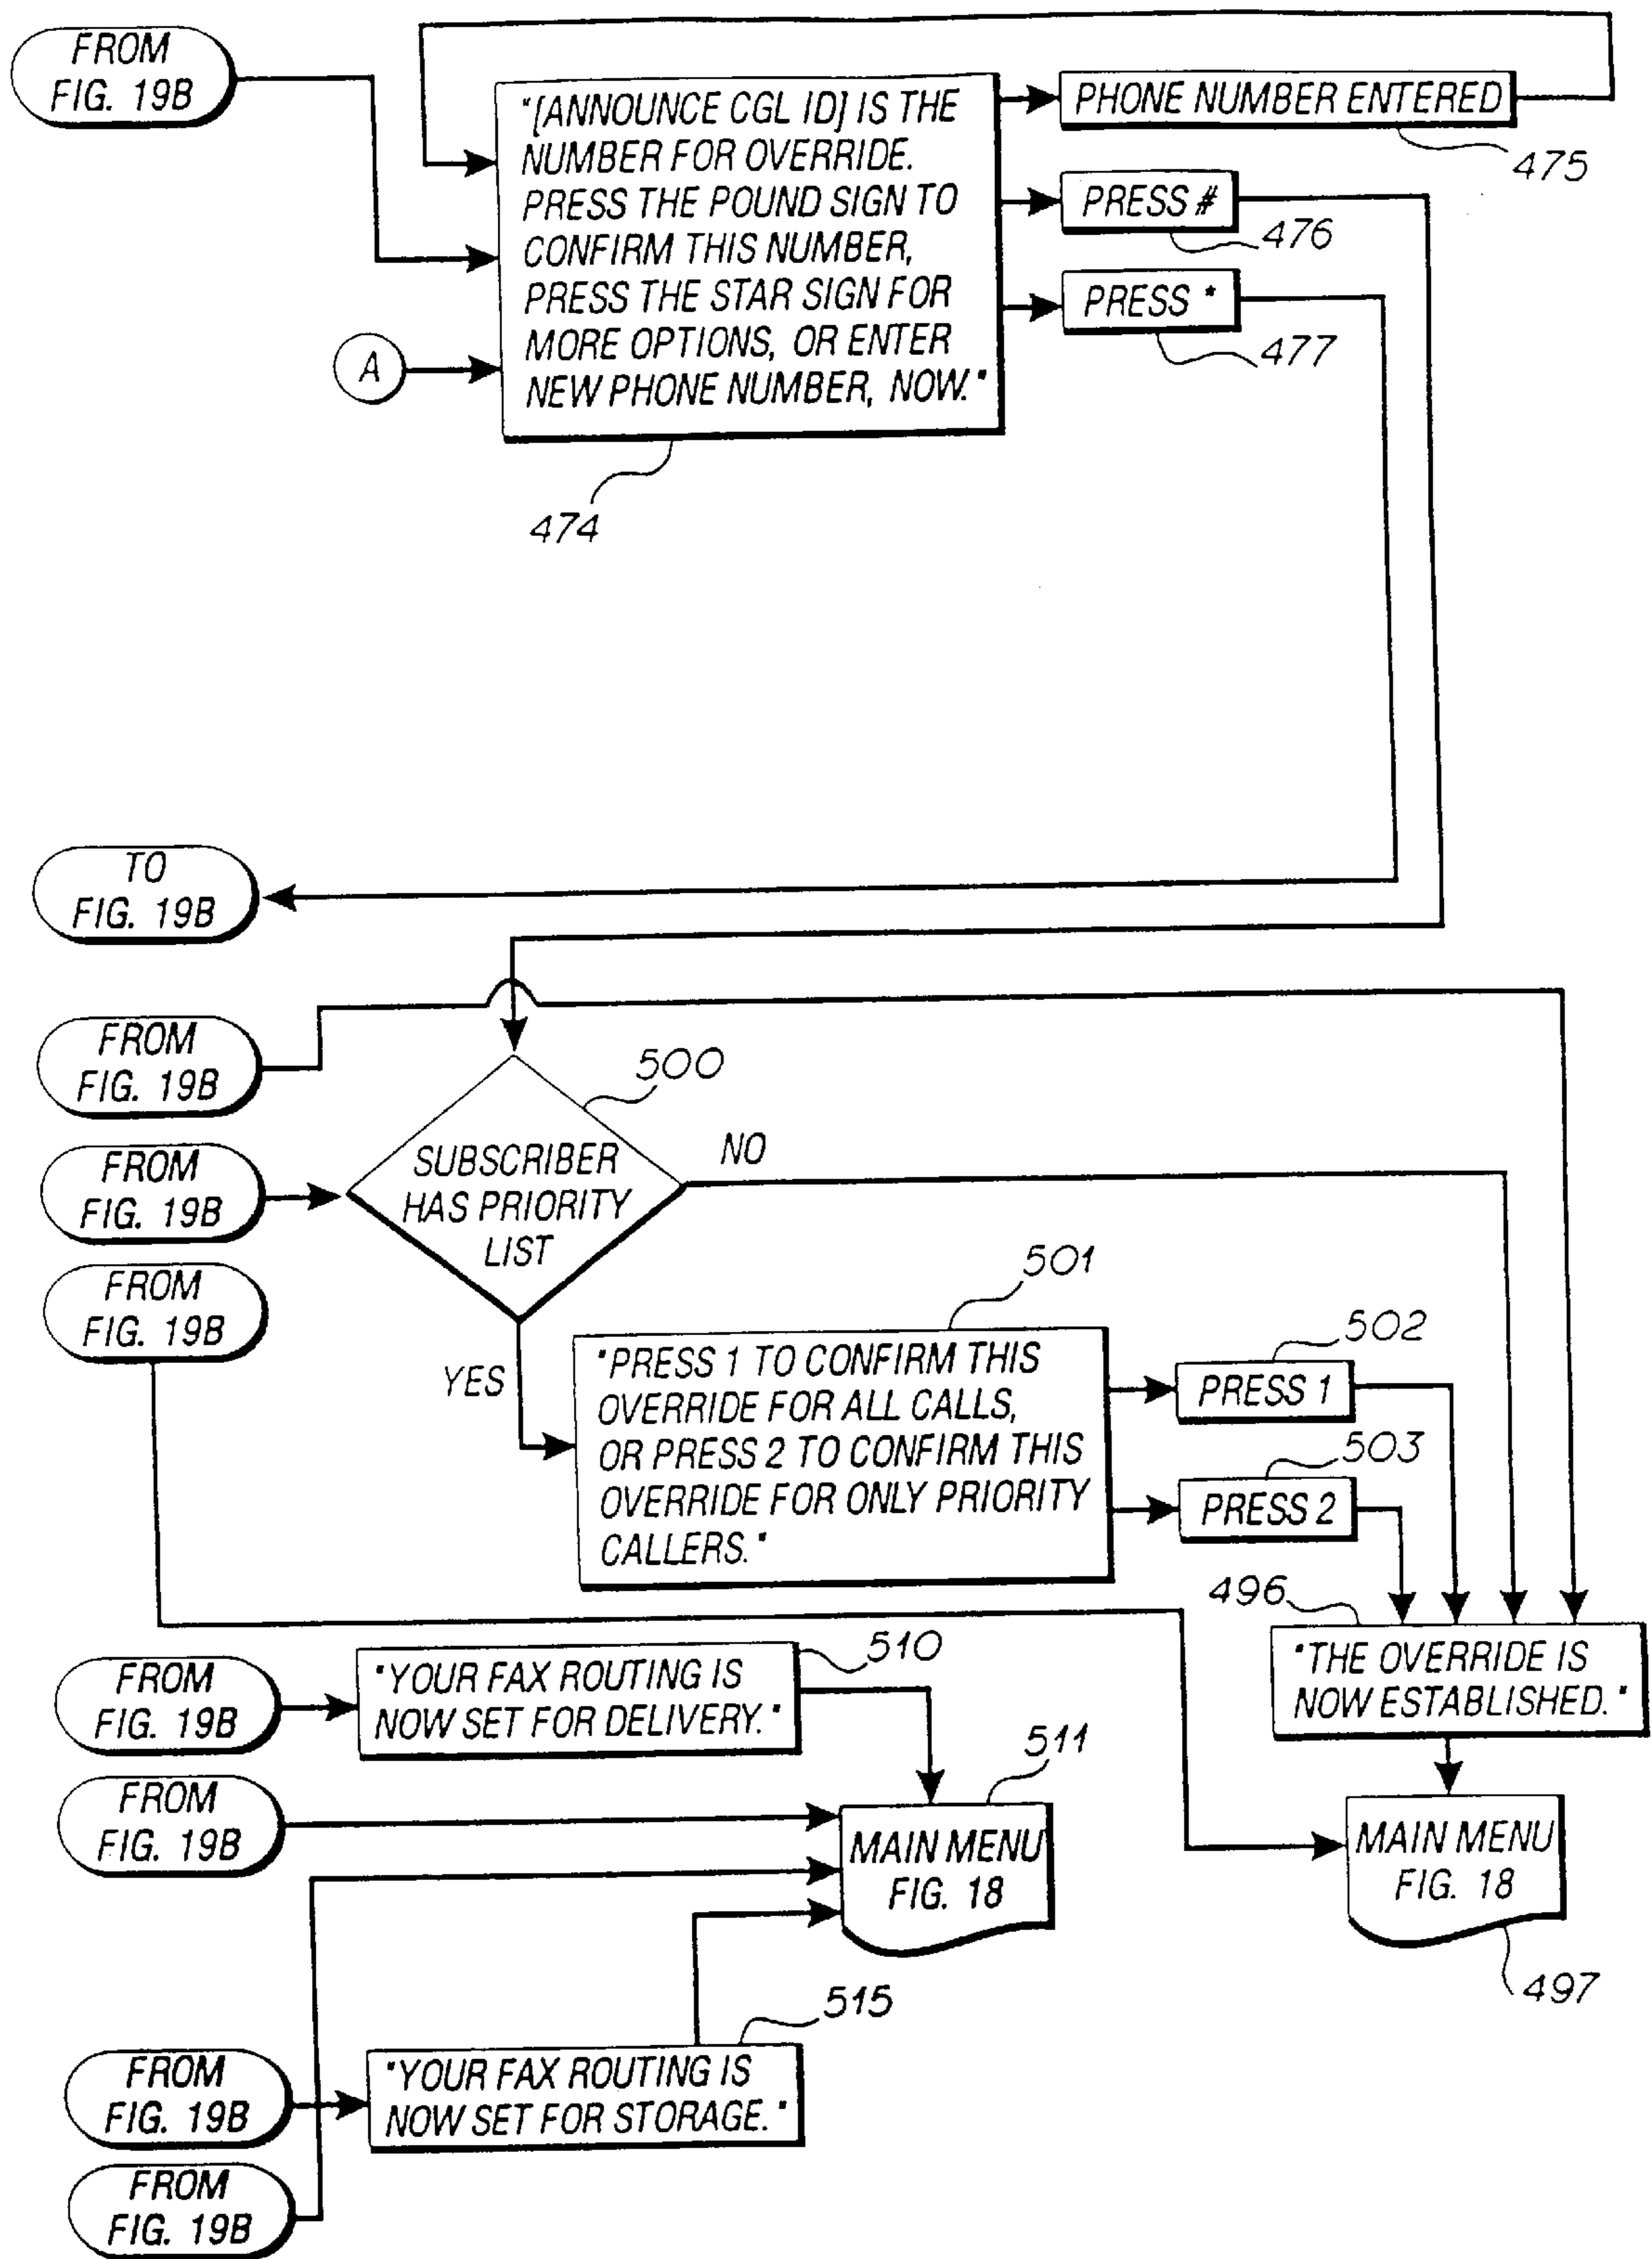 FROM
FIG. 19B
"[ANNOUNCE CGL ID] IS THE
NUMBER FOR OVERRIDE.
PRESS THE POUND SIGN TO
CONFIRM THIS NUMBER,
PRESS THE STAR SIGN FOR
MORE OPTIONS, OR ENTER
NEW PHONE NUMBER, NOW."
PHONE NUMBER ENTERED
475
PRESS #
476
PRESS *
477
A
474
TO
FIG. 19B
FROM
FIG. 19B
500
FROM
FIG. 19B
SUBSCRIBER
HAS PRIORITY
LIST
NO
FROM
FIG. 19B
YES
501
"PRESS 1 TO CONFIRM THIS
OVERRIDE FOR ALL CALLS,
OR PRESS 2 TO CONFIRM THIS
OVERRIDE FOR ONLY PRIORITY
CALLERS."
502
PRESS 1
503
PRESS 2
496
"THE OVERRIDE IS
NOW ESTABLISHED."
FROM
FIG. 19B
510
"YOUR FAX ROUTING IS
NOW SET FOR DELIVERY."
FROM
FIG. 19B
511
MAIN MENU
FIG. 18
MAIN MENU
FIG. 18
497
515
FROM
FIG. 19B
"YOUR FAX ROUTING IS
NOW SET FOR STORAGE."
FROM
FIG. 19B